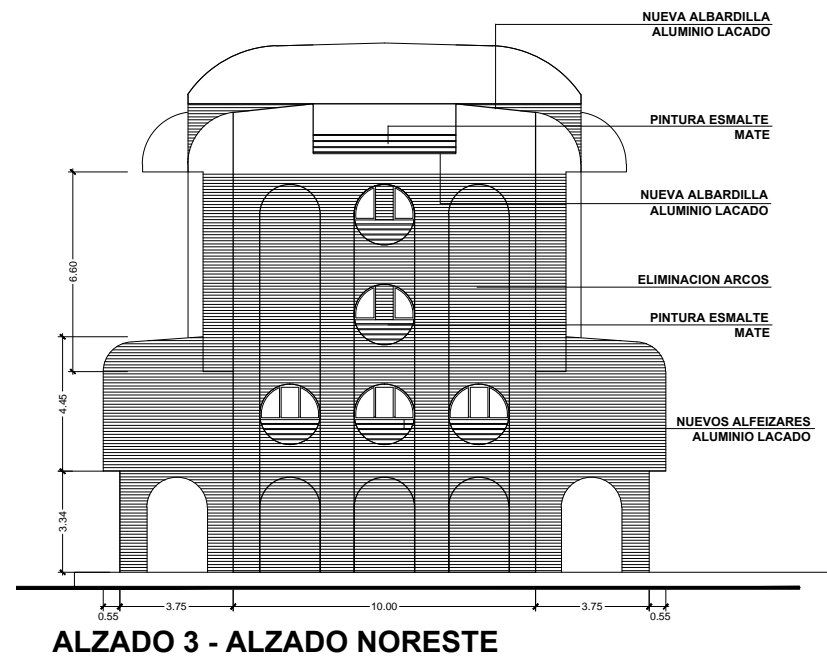 NUEVA ALBARDILLA
ALUMINIO LACADO
PINTURA ESMALTE
MATE
NUEVA ALBARDILLA
ALUMINIO LACADO
6.60
ELIMINACION ARCOS
PINTURA ESMALTE
MATE
4.45
NUEVOS ALFEIZARES
ALUMINIO LACADO
3.34
0.55
3.75
10.00
3.75
0.55
ALZADO 3 - ALZADO NORESTE